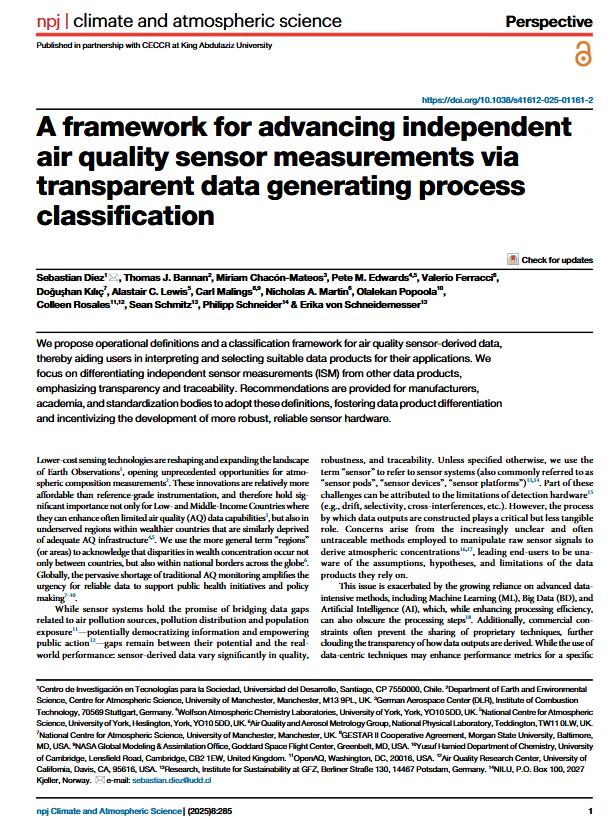 npj | climate and atmospheric science Perspective
Published in partnership with CECCR at King Abdulaziz University
https://doi.org/10.1038/s41612-025-01161-2
A framework for advancing independent
air quality sensor measurements via
transparent data generating process
classification
Check for updates
Sebastian Diez¹ ✉, Thomas J. Bannan², Miriam Chacón-Mateos³, Pete M. Edwards⁴,⁵, Valerio Ferracci⁶,
Doğuşhan Kılıç⁷, Alastair C. Lewis⁵, Carl Malings⁸,⁹, Nicholas A. Martin⁶, Olalekan Popoola¹⁰,
Colleen Rosales¹¹,¹², Sean Schmitz¹³, Philipp Schneider¹⁴ & Erika von Schneidemesser¹³
We propose operational definitions and a classification framework for air quality sensor-derived data,
thereby aiding users in interpreting and selecting suitable data products for their applications. We
focus on differentiating independent sensor measurements (ISM) from other data products,
emphasizing transparency and traceability. Recommendations are provided for manufacturers,
academia, and standardization bodies to adopt these definitions, fostering data product differentiation
and incentivizing the development of more robust, reliable sensor hardware.
Lower-cost sensing technologies are reshaping and expanding the landscape
of Earth Observations¹, opening unprecedented opportunities for atmo-
spheric composition measurements². These innovations are relatively more
affordable than reference-grade instrumentation, and therefore hold sig-
nificant importance not only for Low- and Middle-Income Countries where
they can enhance often limited air quality (AQ) data capabilities³, but also in
underserved regions within wealthier countries that are similarly deprived
of adequate AQ infrastructure⁴,⁵. We use the more general term “regions”
(or areas) to acknowledge that disparities in wealth concentration occur not
only between countries, but also within national borders across the globe⁶.
Globally, the pervasive shortage of traditional AQ monitoring amplifies the
urgency for reliable data to support public health initiatives and policy
making⁷⁻¹⁰.
While sensor systems hold the promise of bridging data gaps
related to air pollution sources, pollution distribution and population
exposure¹¹—potentially democratizing information and empowering
public action¹²—gaps remain between their potential and the real-
world performance: sensor-derived data vary significantly in quality,
robustness, and traceability. Unless specified otherwise, we use the
term “sensor” to refer to sensor systems (also commonly referred to as
“sensor pods”, “sensor devices”, “sensor platforms”)¹³,¹⁴. Part of these
challenges can be attributed to the limitations of detection hardware¹⁵
(e.g., drift, selectivity, cross-interferences, etc.). However, the process
by which data outputs are constructed plays a critical but less tangible
role. Concerns arise from the increasingly unclear and often
untraceable methods employed to manipulate raw sensor signals to
derive atmospheric concentrations¹⁶,¹⁷, leading end-users to be una-
ware of the assumptions, hypotheses, and limitations of the data
products they rely on.
This issue is exacerbated by the growing reliance on advanced data-
intensive methods, including Machine Learning (ML), Big Data (BD), and
Artificial Intelligence (AI), which, while enhancing processing efficiency,
can also obscure the processing steps¹⁸. Additionally, commercial con-
straints often prevent the sharing of proprietary techniques, further
clouding the transparency of how data outputs are derived. While the use of
data-centric techniques may enhance performance metrics for a specific
¹Centro de Investigación en Tecnologías para la Sociedad, Universidad del Desarrollo, Santiago, CP 7550000, Chile. ²Department of Earth and Environmental
Science, Centre for Atmospheric Science, University of Manchester, Manchester, M13 9PL, UK. ³German Aerospace Center (DLR), Institute of Combustion
Technology, 70569 Stuttgart, Germany. ⁴Wolfson Atmospheric Chemistry Laboratories, University of York, York, YO10 5DD, UK. ⁵National Centre for Atmospheric
Science, University of York, Heslington, York, YO10 5DD, UK. ⁶Air Quality and Aerosol Metrology Group, National Physical Laboratory, Teddington, TW11 0LW, UK.
⁷National Centre for Atmospheric Science, University of Manchester, Manchester, UK. ⁸GESTAR II Cooperative Agreement, Morgan State University, Baltimore,
MD, USA. ⁹NASA Global Modeling & Assimilation Office, Goddard Space Flight Center, Greenbelt, MD, USA. ¹⁰Yusuf Hamied Department of Chemistry, University
of Cambridge, Lensfield Road, Cambridge, CB2 1EW, United Kingdom. ¹¹OpenAQ, Washington, DC, 20016, USA. ¹²Air Quality Research Center, University of
California, Davis, CA, 95616, USA. ¹³Research, Institute for Sustainability at GFZ, Berliner Straße 130, 14467 Potsdam, Germany. ¹⁴NILU, P.O. Box 100, 2027
Kjeller, Norway. ✉ e-mail: sebastian.diez@udd.cl
npj Climate and Atmospheric Science | (2025)8:285 1